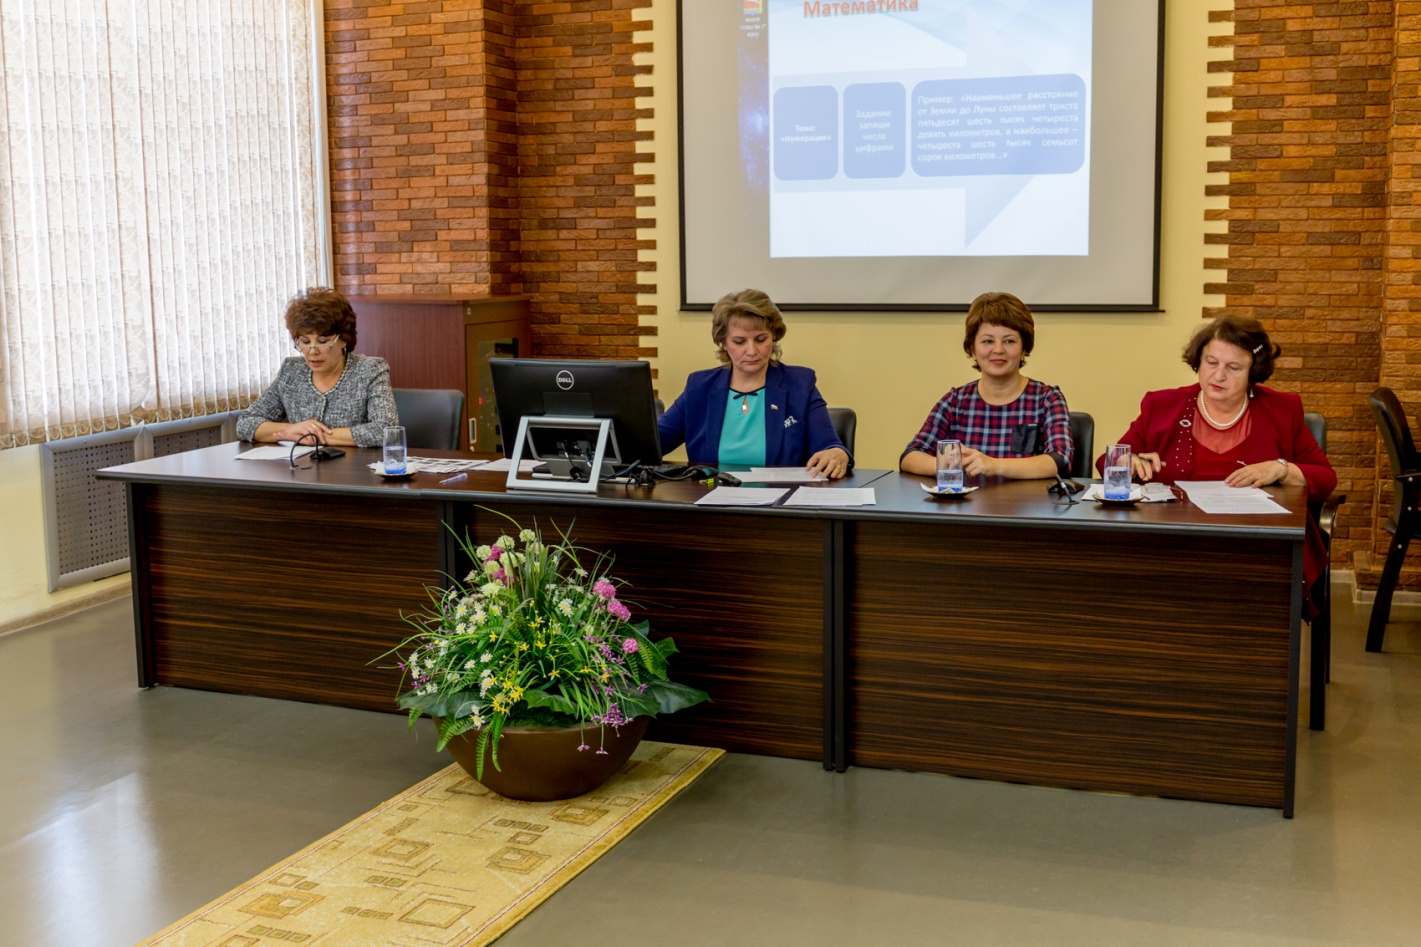 Математика
Тема:
«Нумерация»
Задание:
запиши
числа
цифрами
Пример: «Наименьшее расстояние
от Земли до Луны составляет триста
пятьдесят шесть тысяч четыреста
девять километров, а наибольшее –
четыреста шесть тысяч семьсот
сорок километров...»
DELL